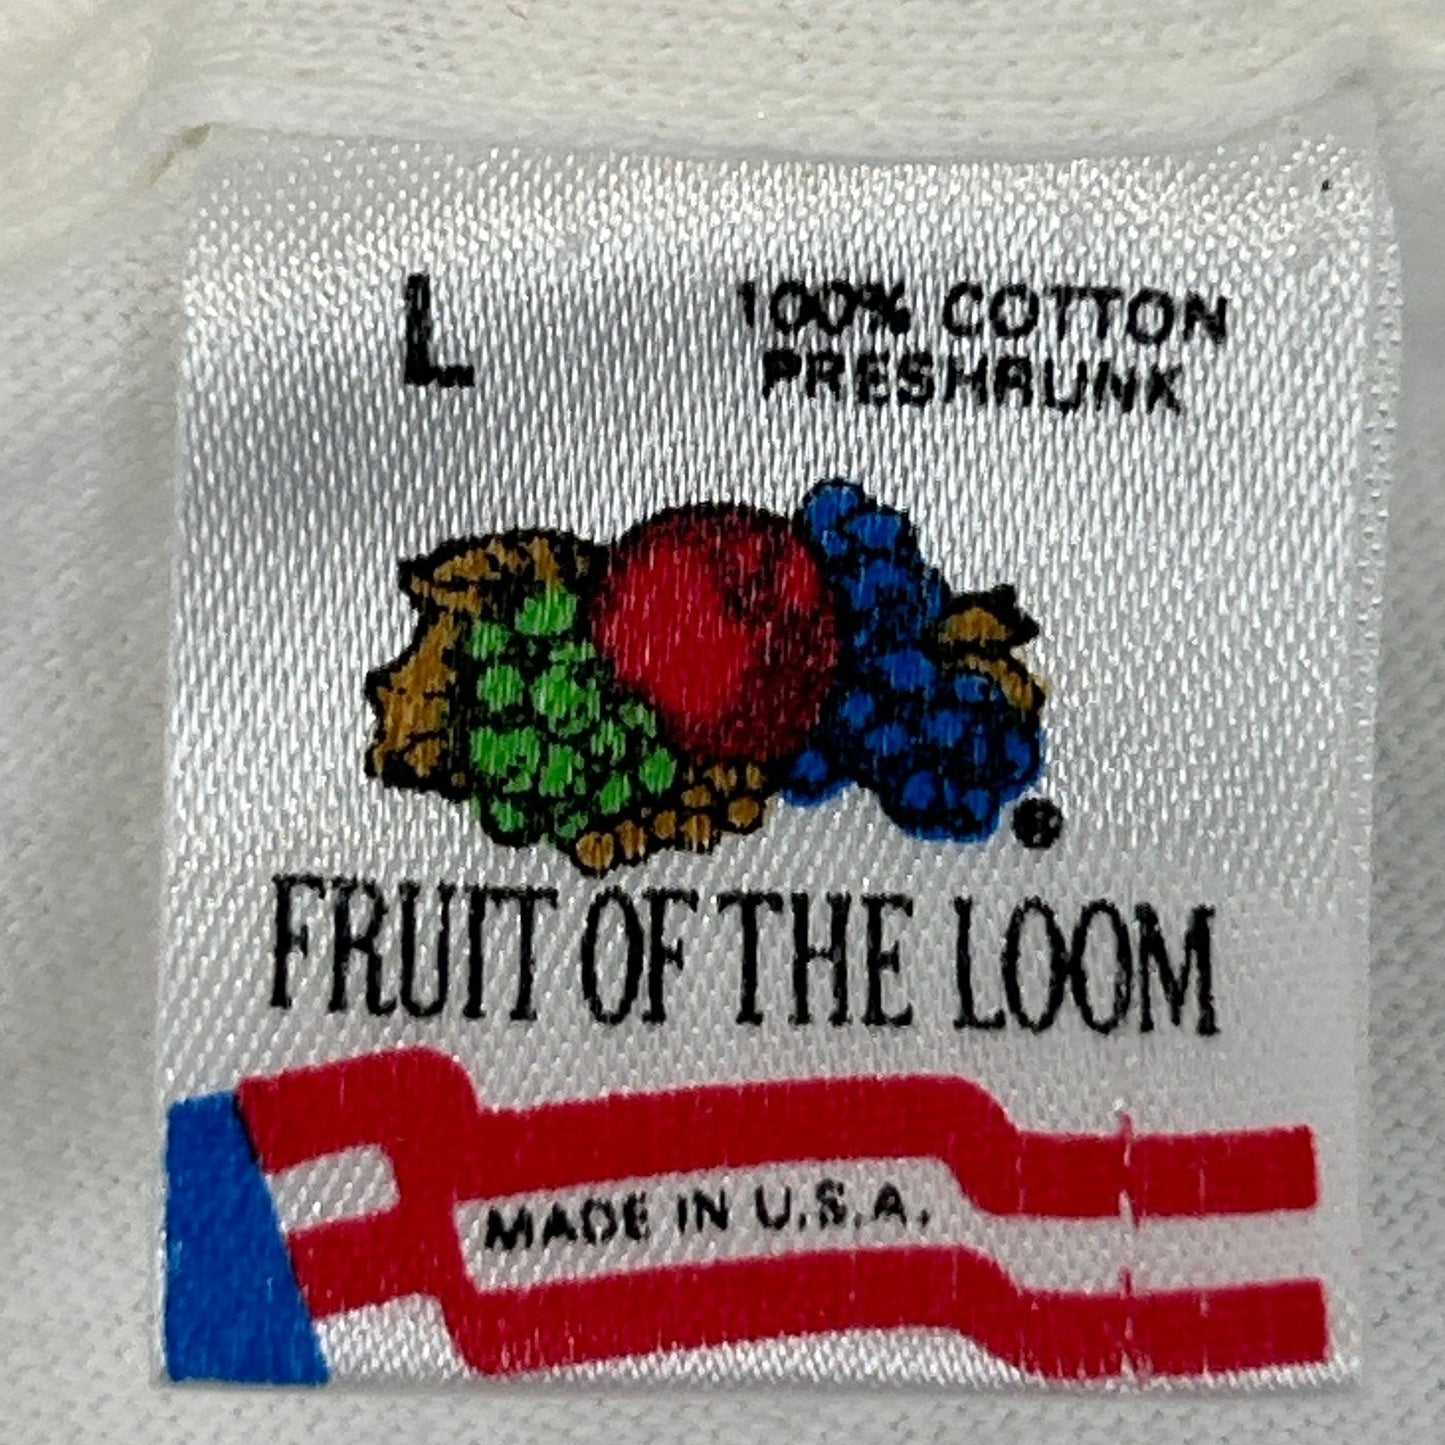 L
100% COTTON
PRESHRUNK
®
FRUIT OF THE LOOM
MADE IN U.S.A.